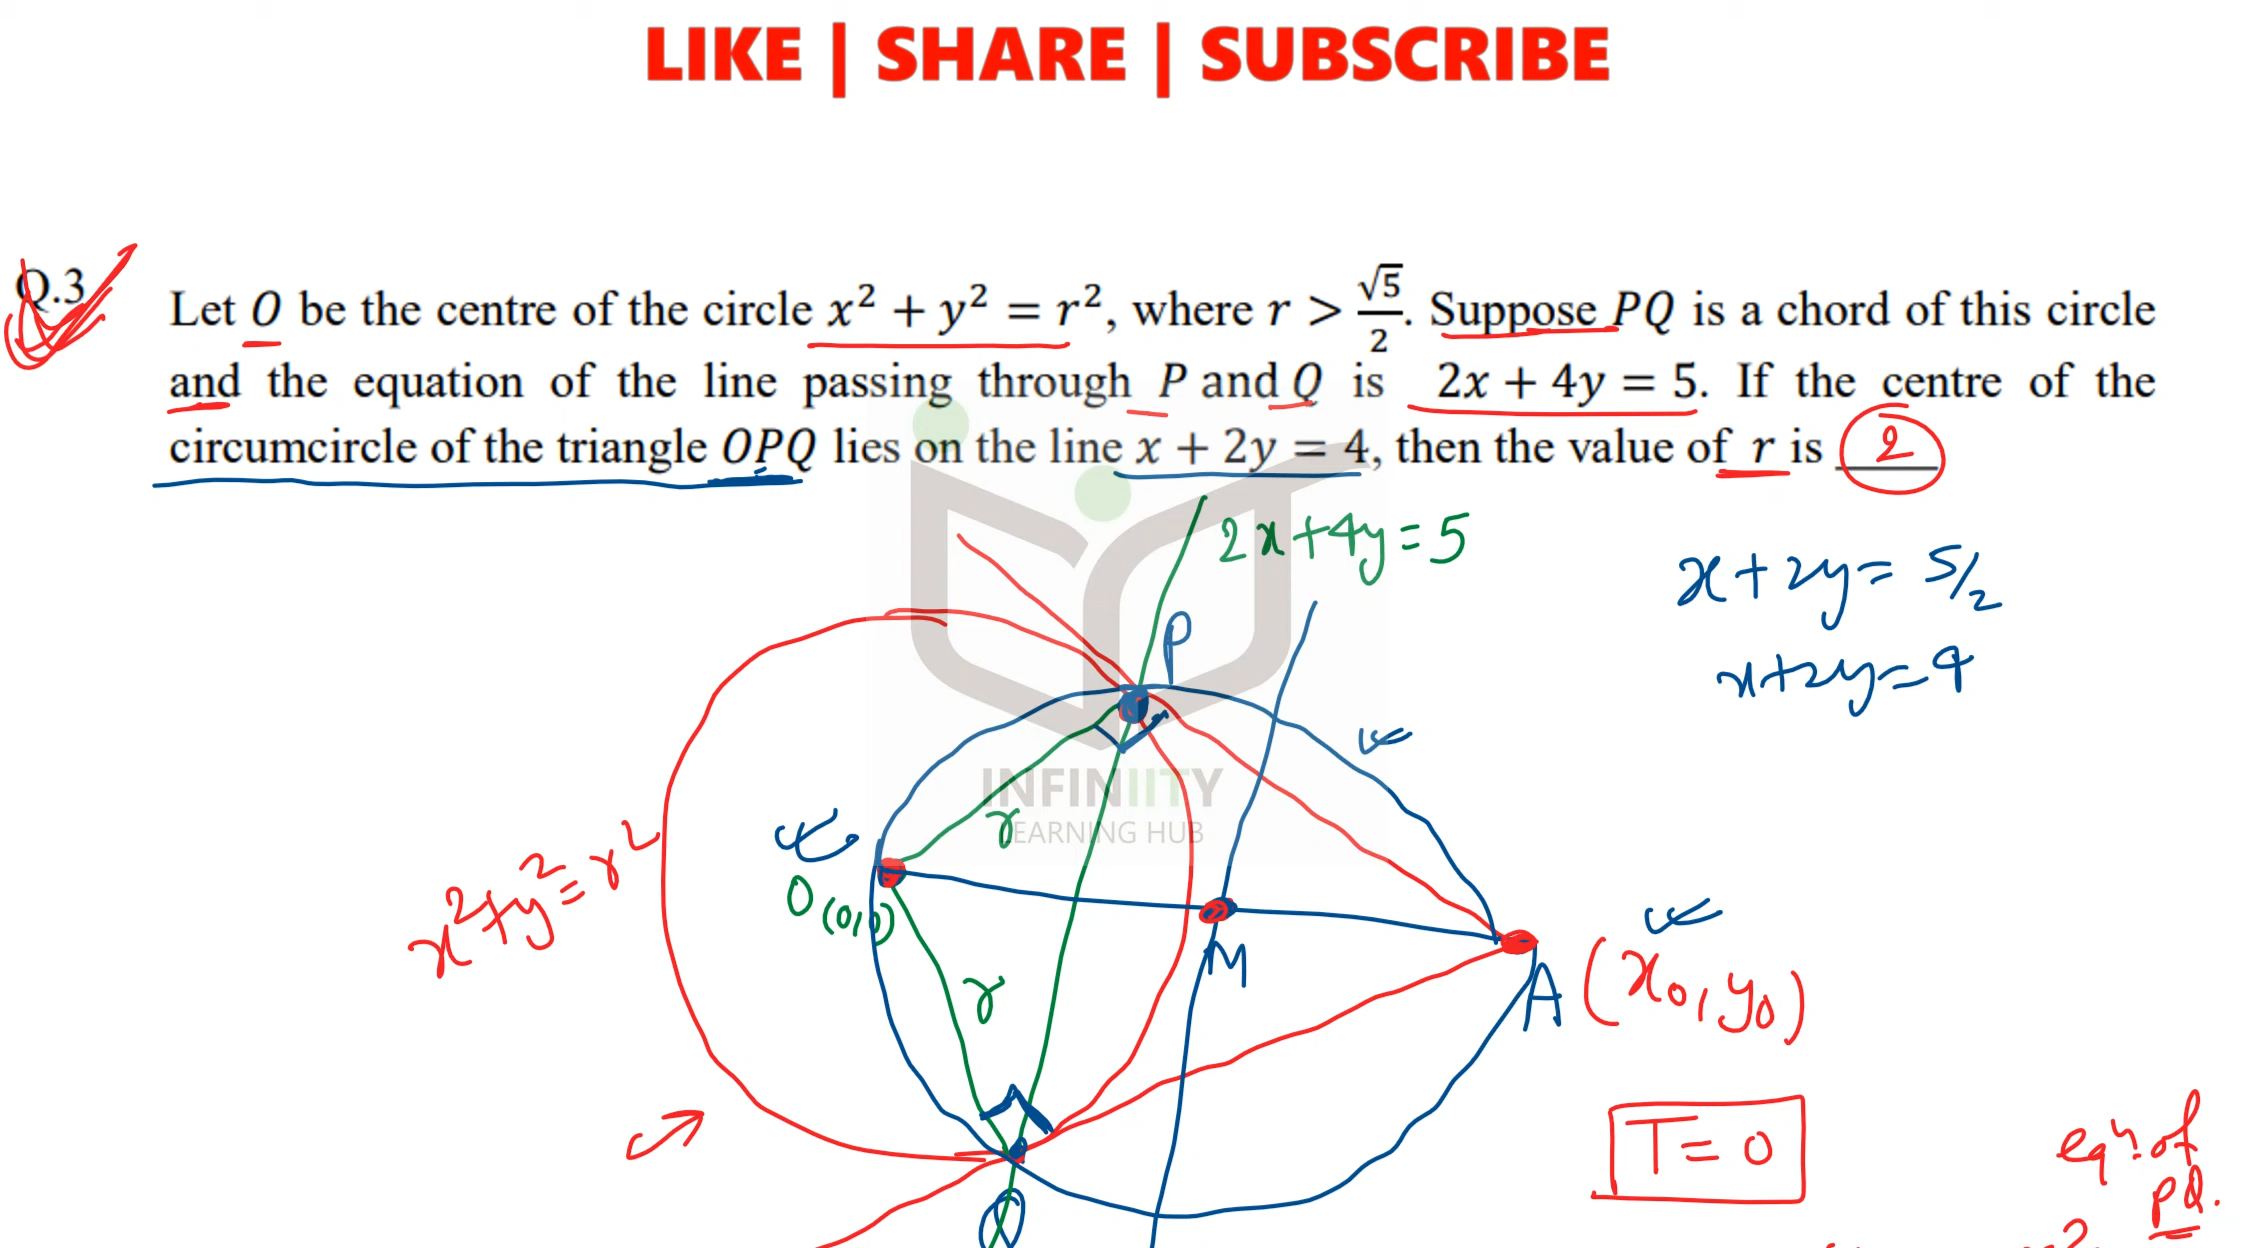 LIKE | SHARE | SUBSCRIBE
Q.3
Let O be the centre of the circle x² + y² = r², where r > √5/2. Suppose PQ is a chord of this circle
and the equation of the line passing through P and Q is 2x + 4y = 5. If the centre of the
circumcircle of the triangle OPQ lies on the line x + 2y = 4, then the value of r is 2
2x+4y=5
x+2y=5/2
x+2y=4
P
INFINIITY
LEARNING HUB
r
x²+y²=r²
O(0,0)
M
A (x₀, y₀)
r
T=0
eqⁿ of
PQ.
Q